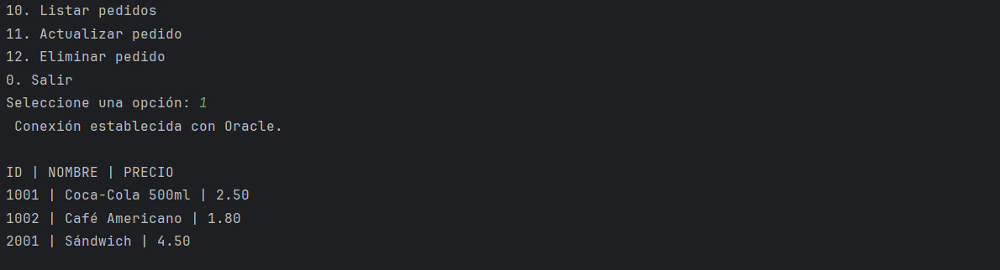 10. Listar pedidos
11. Actualizar pedido
12. Eliminar pedido
0. Salir
Seleccione una opción: 1
Conexión establecida con Oracle.
ID | NOMBRE | PRECIO
1001 | Coca-Cola 500ml | 2.50
1002 | Café Americano | 1.80
2001 | Sándwich | 4.50